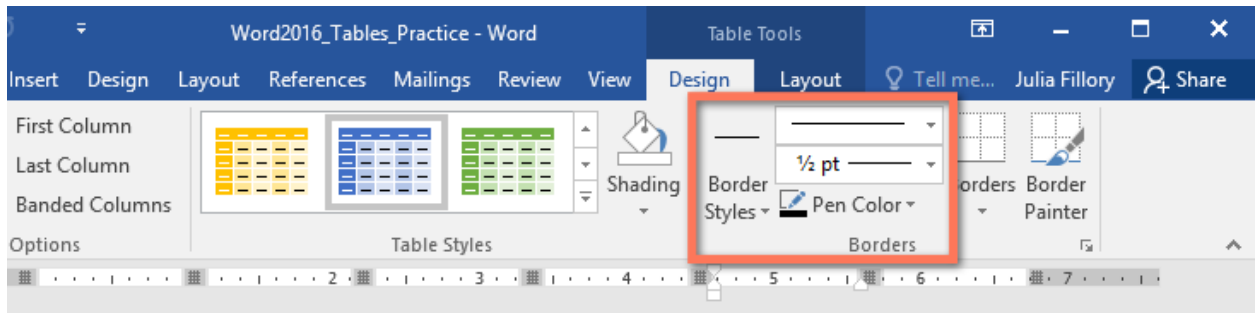 Word2016_Tables_Practice - Word Table Tools
Insert Design Layout References Mailings Review View Design Layout Tell me... Julia Fillory Share
First Column
Last Column
Banded Columns
Options
Table Styles
Shading
Border
Styles
½ pt
Pen Color
Borders
orders
Border
Painter
2 3 4 5 6 7